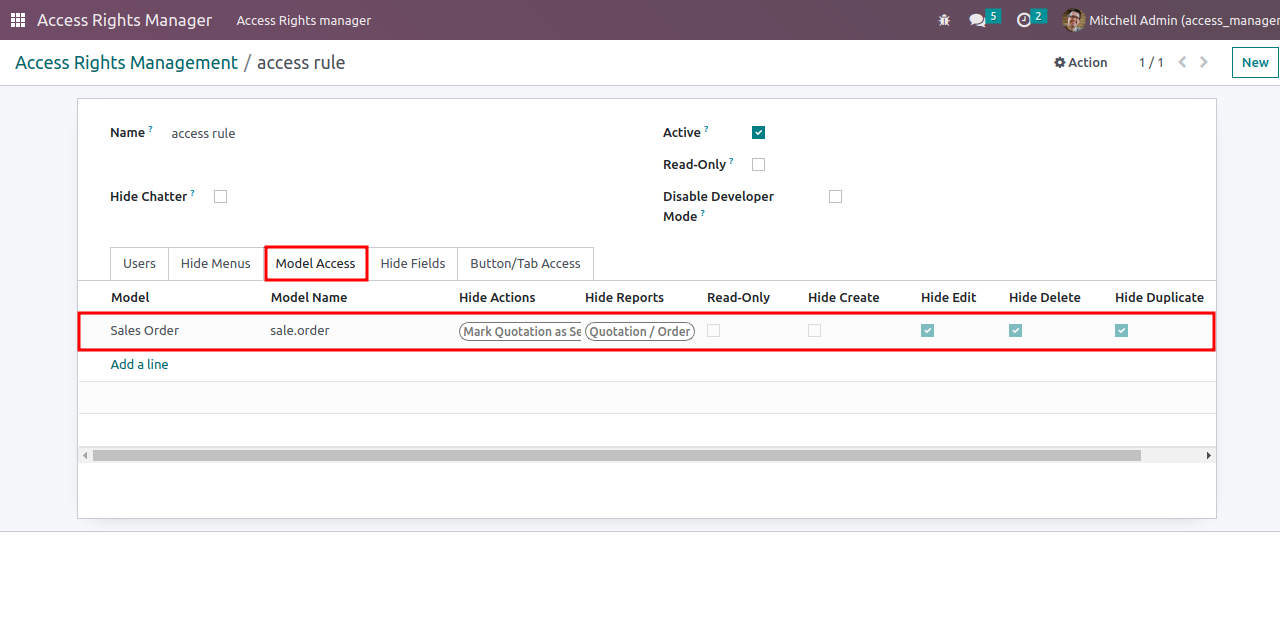 Access Rights Manager Access Rights manager 5 2 Mitchell Admin (access_manager
Access Rights Management / access rule Action 1 / 1 New
Name ? access rule Active ?
Read-Only ?
Hide Chatter ? Disable Developer
Mode ?
Users Hide Menus Model Access Hide Fields Button/Tab Access
Model Model Name Hide Actions Hide Reports Read-Only Hide Create Hide Edit Hide Delete Hide Duplicate
Sales Order sale.order Mark Quotation as Se Quotation / Order
Add a line